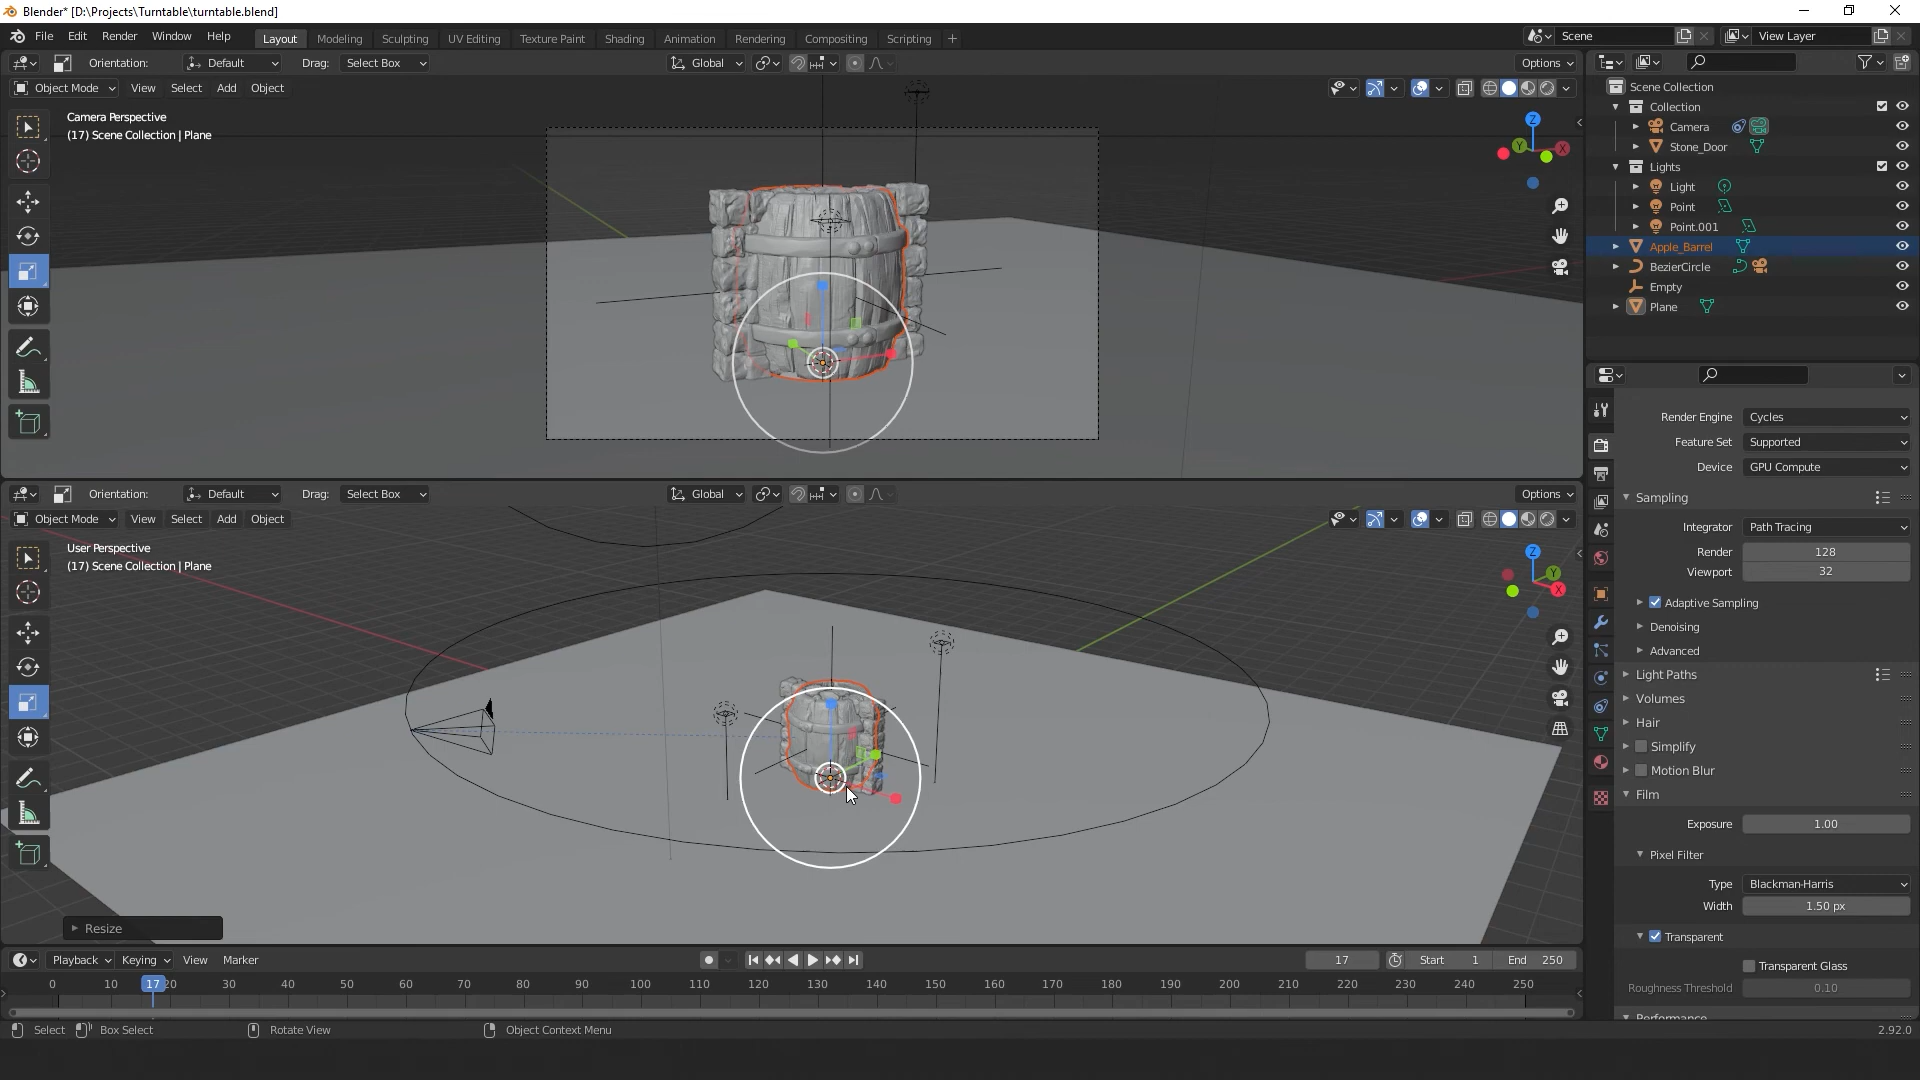 Blender* [D:\Projects\Turntable\turntable.blend]
File Edit Render Window Help Layout Modeling Sculpting UV Editing Texture Paint Shading Animation Rendering Compositing Scripting + Scene View Layer
Orientation: Default Drag: Select Box Global Options
Object Mode View Select Add Object
Camera Perspective
(17) Scene Collection | Plane
Z
Y
X
Orientation: Default Drag: Select Box Global Options
Object Mode View Select Add Object
User Perspective
(17) Scene Collection | Plane
Z
Y
X
Resize
Scene Collection
Collection
Camera
Stone_Door
Lights
Light
Point
Point.001
Apple_Barrel
BezierCircle
Empty
Plane
Render Engine Cycles
Feature Set Supported
Device GPU Compute
Sampling
Integrator Path Tracing
Render 128
Viewport 32
Adaptive Sampling
Denoising
Advanced
Light Paths
Volumes
Hair
Simplify
Motion Blur
Film
Exposure 1.00
Pixel Filter
Type Blackman-Harris
Width 1.50 px
Transparent
Transparent Glass
Roughness Threshold 0.10
Performance
Playback Keying View Marker 17 Start 1 End 250
0 10 17 20 30 40 50 60 70 80 90 100 110 120 130 140 150 160 170 180 190 200 210 220 230 240 250
Select Box Select Rotate View Object Context Menu 2.92.0